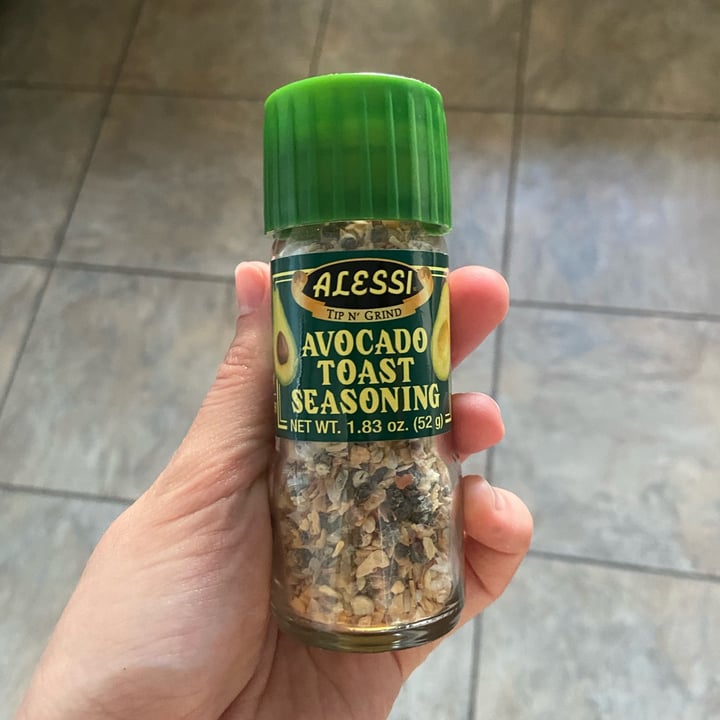 ALESSI
TIP N' GRIND
AVOCADO
TOAST
SEASONING
NET WT. 1.83 oz. (52 g)